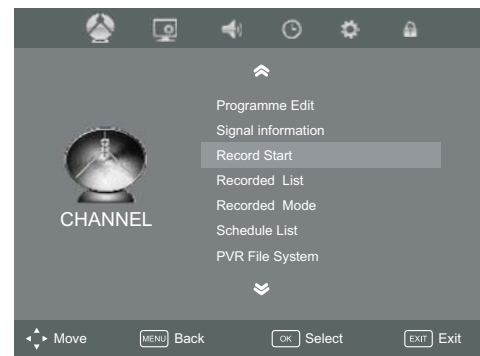 Programme Edit
Signal information
Record Start
Recorded List
Recorded Mode
Schedule List
PVR File System
CHANNEL
Move MENU Back OK Select EXIT Exit